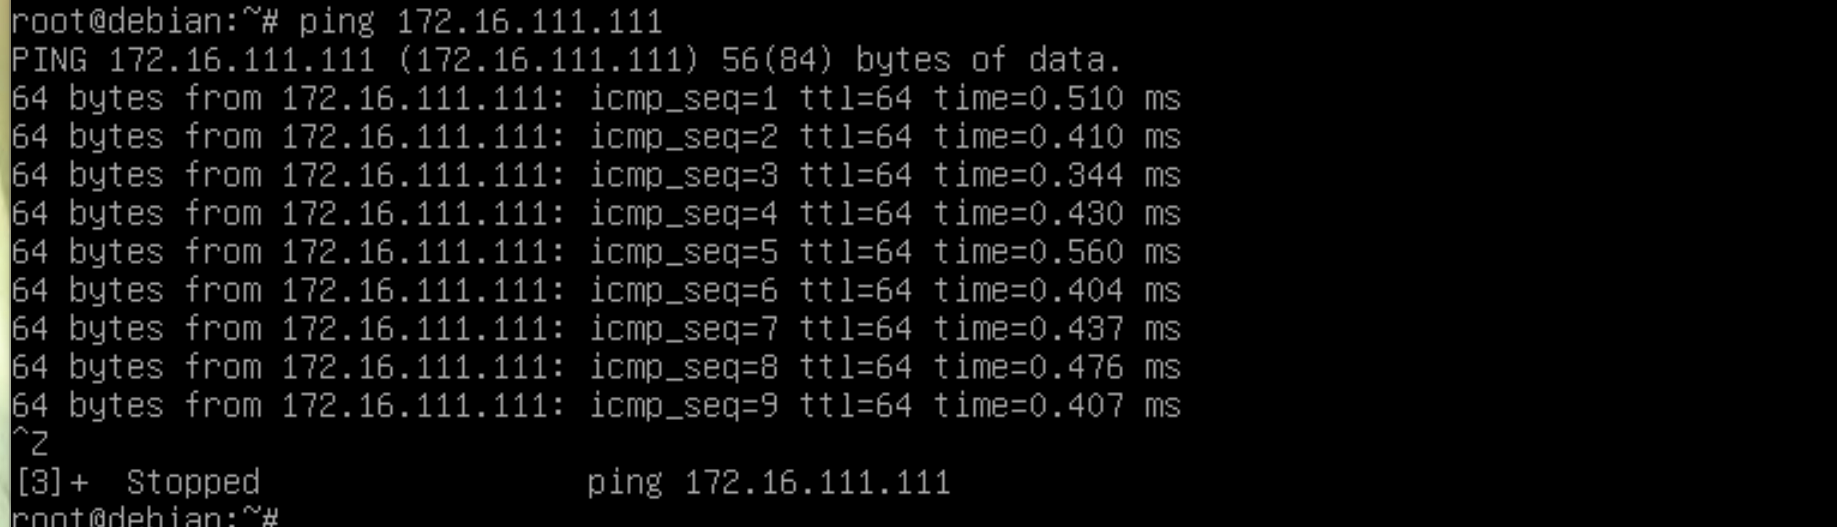 root@debian:~# ping 172.16.111.111
PING 172.16.111.111 (172.16.111.111) 56(84) bytes of data.
64 bytes from 172.16.111.111: icmp_seq=1 ttl=64 time=0.510 ms
64 bytes from 172.16.111.111: icmp_seq=2 ttl=64 time=0.410 ms
64 bytes from 172.16.111.111: icmp_seq=3 ttl=64 time=0.344 ms
64 bytes from 172.16.111.111: icmp_seq=4 ttl=64 time=0.430 ms
64 bytes from 172.16.111.111: icmp_seq=5 ttl=64 time=0.560 ms
64 bytes from 172.16.111.111: icmp_seq=6 ttl=64 time=0.404 ms
64 bytes from 172.16.111.111: icmp_seq=7 ttl=64 time=0.437 ms
64 bytes from 172.16.111.111: icmp_seq=8 ttl=64 time=0.476 ms
64 bytes from 172.16.111.111: icmp_seq=9 ttl=64 time=0.407 ms
^Z
[3]+  Stopped                 ping 172.16.111.111
root@debian:~#